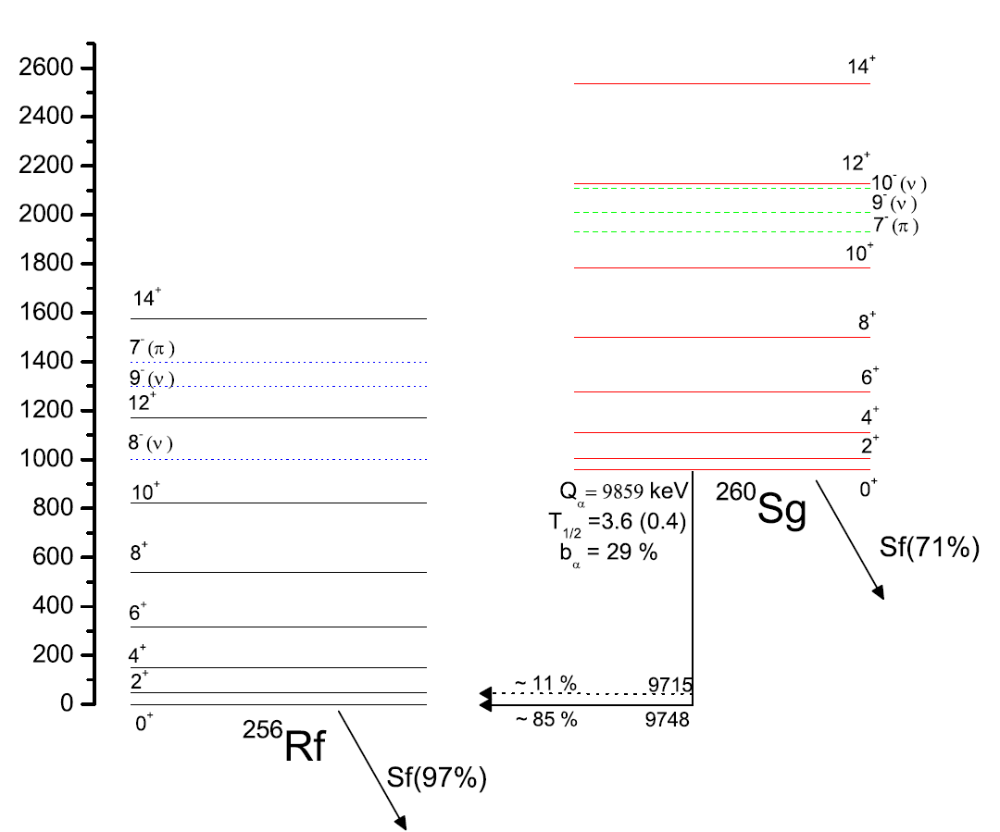 2600
2400
2200
2000
1800
1600
1400
1200
1000
800
600
400
200
0
14⁺
7⁻(π)
9⁻(ν)
12⁺
8⁻(ν)
10⁺
8⁺
6⁺
4⁺
2⁺
0⁺
²⁵⁶Rf
Sf(97%)
14⁺
12⁺
10⁻(ν)
9⁻(ν)
7⁻(π)
10⁺
8⁺
6⁺
4⁺
2⁺
0⁺
Qα = 9859 keV
T1/2 =3.6 (0.4)
bα = 29 %
²⁶⁰Sg
Sf(71%)
~ 11 % 9715
~ 85 % 9748